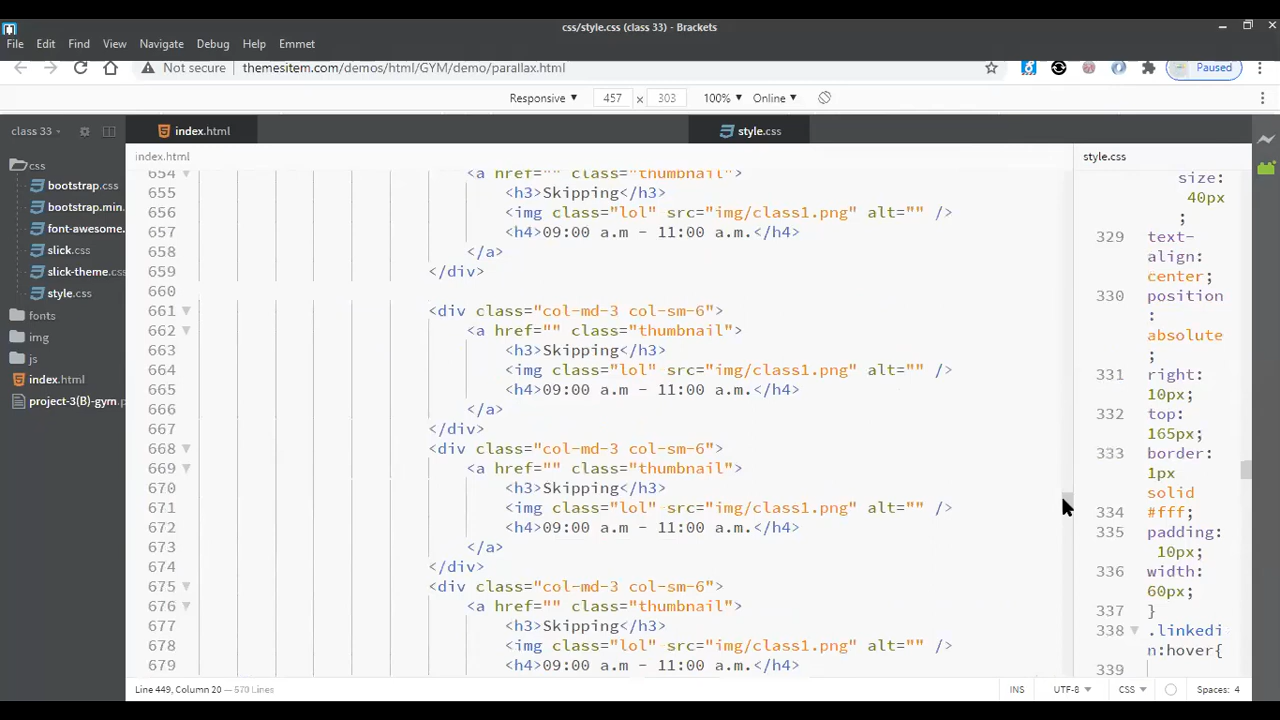 css/style.css (class 33) - Brackets
File Edit Find View Navigate Debug Help Emmet
Not secure themesitem.com/demos/html/GYM/demo/parallax.html Paused
Responsive 457 x 303 100% Online
class 33
css
bootstrap.css
bootstrap.min.
font-awesome.
slick.css
slick-theme.css
style.css
fonts
img
js
index.html
project-3(B)-gym.p
index.html
index.html
654 <a href="" class="thumbnail">
655 <h3>Skipping</h3>
656 <img class="lol" src="img/class1.png" alt="" />
657 <h4>09:00 a.m - 11:00 a.m.</h4>
658 </a>
659 </div>
660
661 <div class="col-md-3 col-sm-6">
662 <a href="" class="thumbnail">
663 <h3>Skipping</h3>
664 <img class="lol" src="img/class1.png" alt="" />
665 <h4>09:00 a.m - 11:00 a.m.</h4>
666 </a>
667 </div>
668 <div class="col-md-3 col-sm-6">
669 <a href="" class="thumbnail">
670 <h3>Skipping</h3>
671 <img class="lol" src="img/class1.png" alt="" />
672 <h4>09:00 a.m - 11:00 a.m.</h4>
673 </a>
674 </div>
675 <div class="col-md-3 col-sm-6">
676 <a href="" class="thumbnail">
677 <h3>Skipping</h3>
678 <img class="lol" src="img/class1.png" alt="" />
679 <h4>09:00 a.m - 11:00 a.m.</h4>
style.css
style.css
size:
40px
;
329 text-
align:
center;
330 position
:
absolute
;
331 right:
10px;
332 top:
165px;
333 border:
1px
solid
334 #fff;
335 padding:
10px;
336 width:
60px;
337 }
338 .linkedi
n:hover{
339
Line 449, Column 20 — 570 Lines
INS UTF-8 CSS Spaces: 4